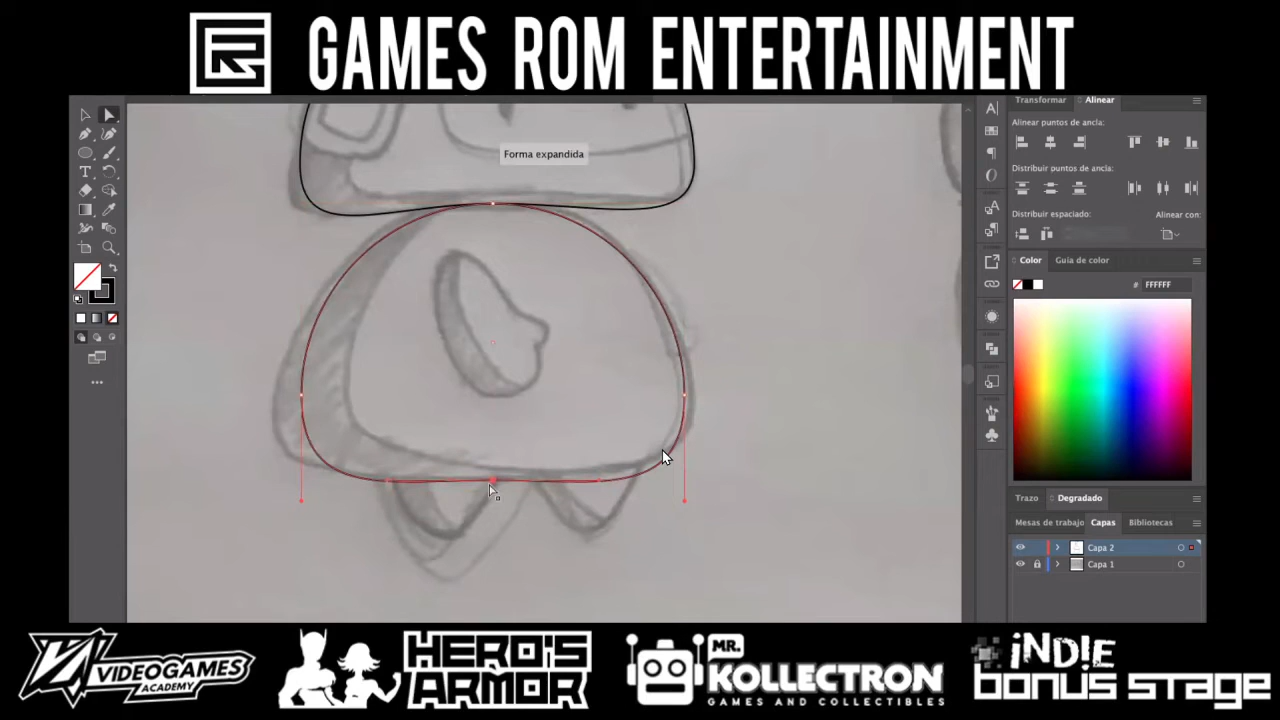 GAMES ROM ENTERTAINMENT
Transformar
Alinear
Alinear puntos de ancla:
Forma expandida
Distribuir puntos de ancla:
Distribuir espaciado:
Alinear con:
Color
Guía de color
# FFFFFF
Trazo
Degradado
Mesas de trabajo
Capas
Bibliotecas
Capa 2
Capa 1
VIDEOGAMES
ACADEMY
HERO'S
ARMOR
MR.
KOLLECTRON
GAMES AND COLLECTIBLES
INDIE
BONUS STAGE